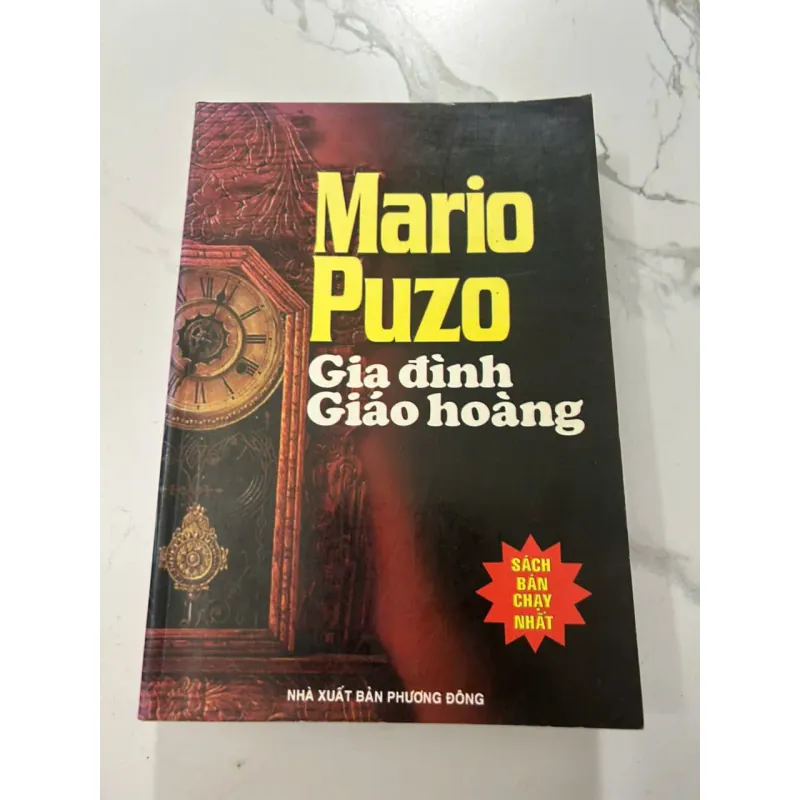 Mario
Puzo
Gia đình
Giáo hoàng
SÁCH
BÁN
CHẠY
NHẤT
NHÀ XUẤT BẢN PHƯƠNG ĐÔNG